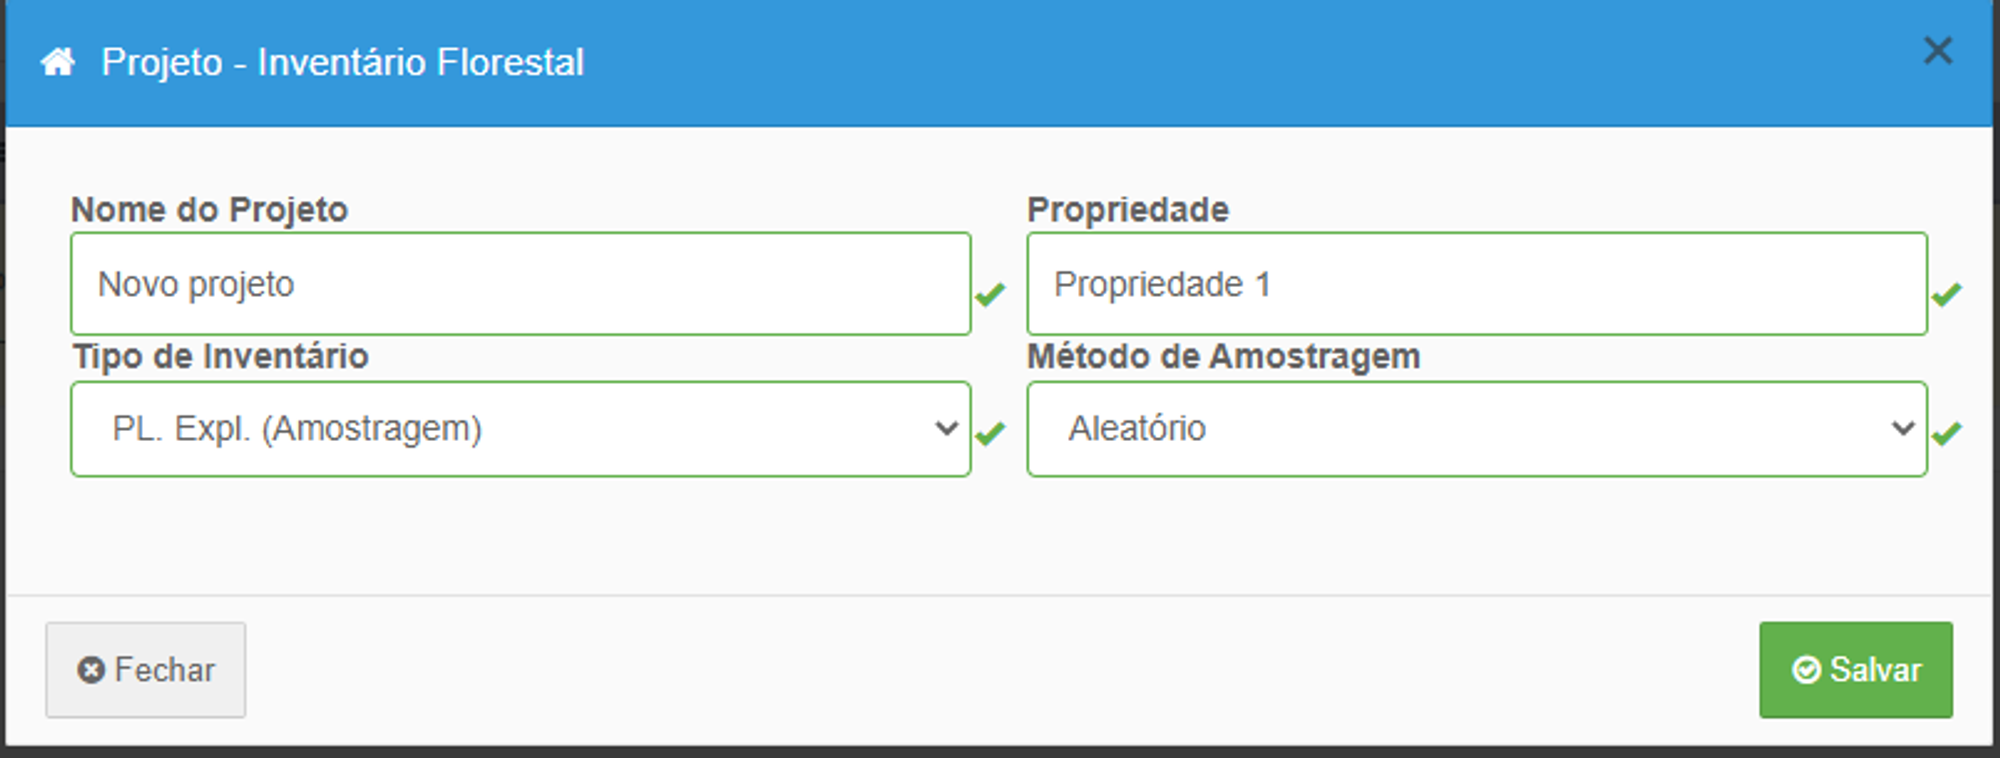 Projeto - Inventário Florestal
Nome do Projeto
Propriedade
Novo projeto
Propriedade 1
Tipo de Inventário
Método de Amostragem
PL. Expl. (Amostragem)
Aleatório
Fechar
Salvar